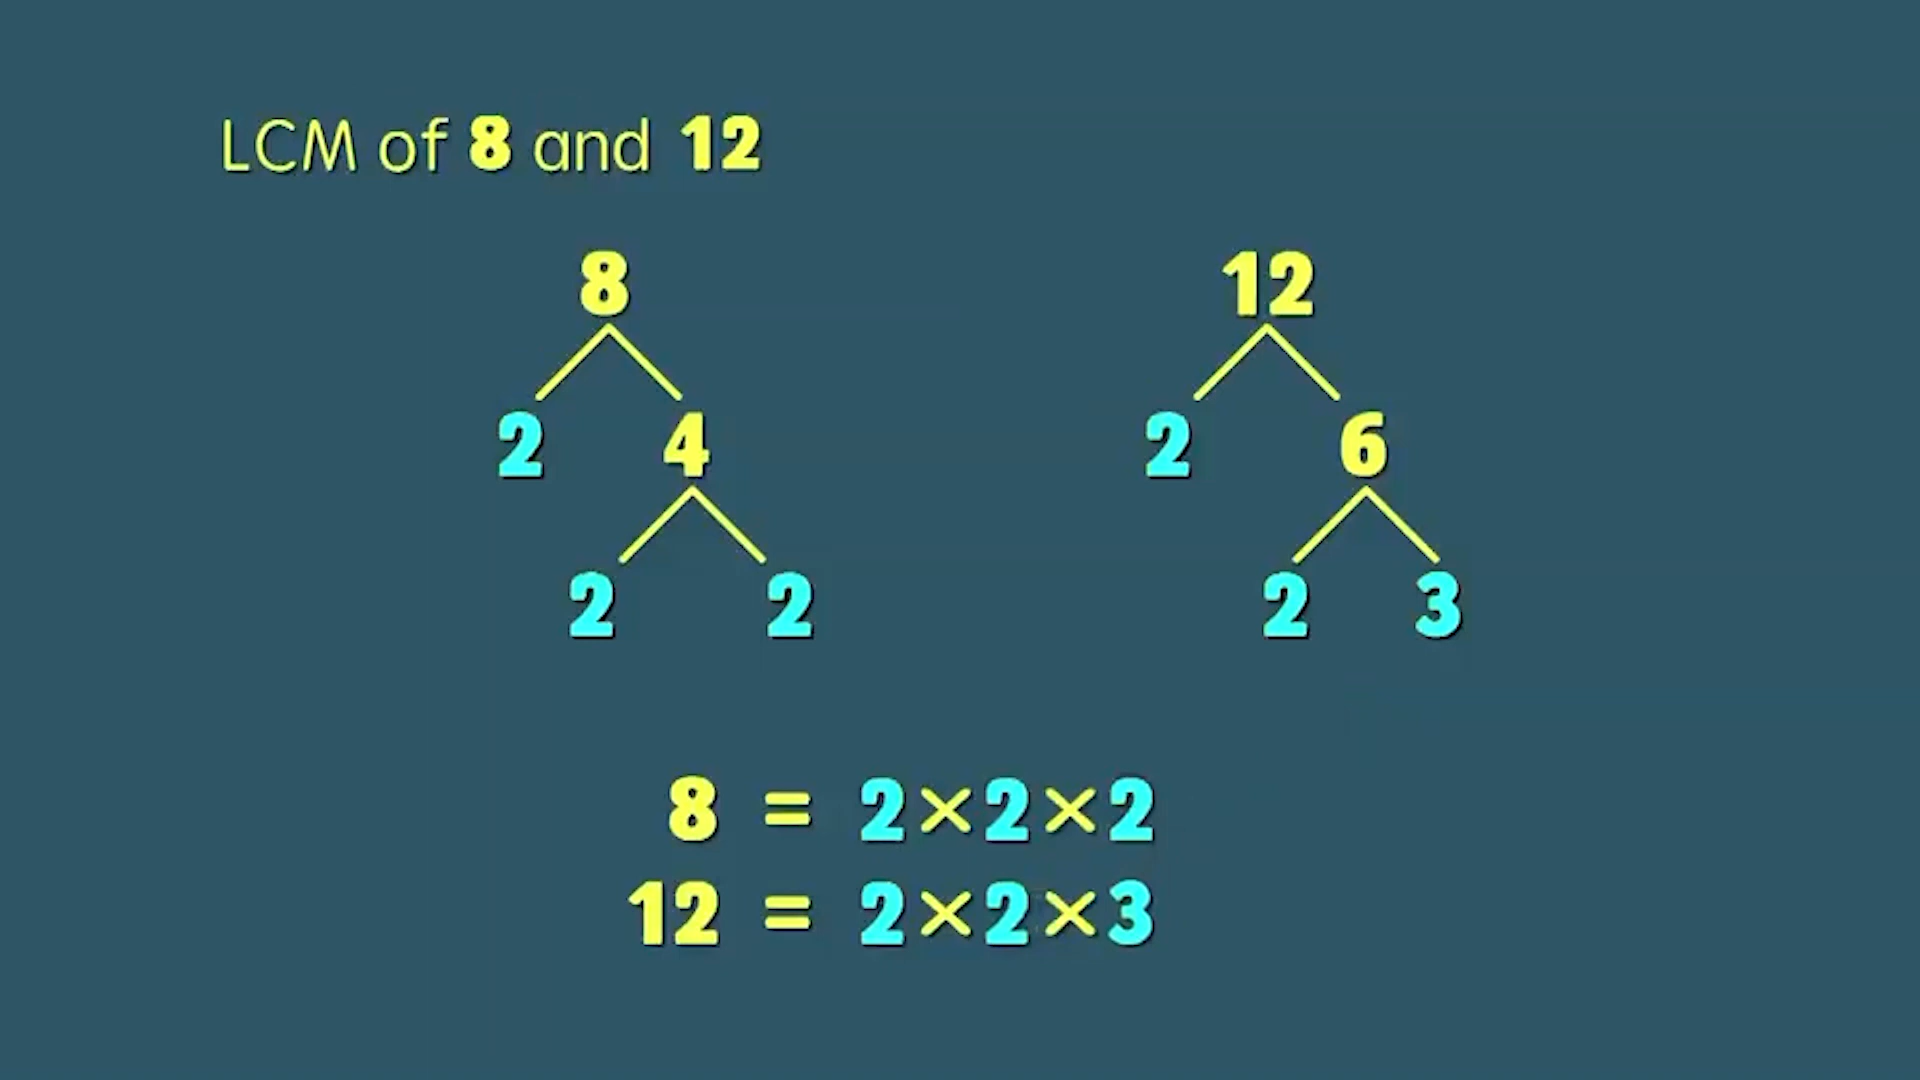 LCM of 8 and 12
8 12
2 4 2 6
2 2 2 3
8 = 2×2×2
12 = 2×2×3